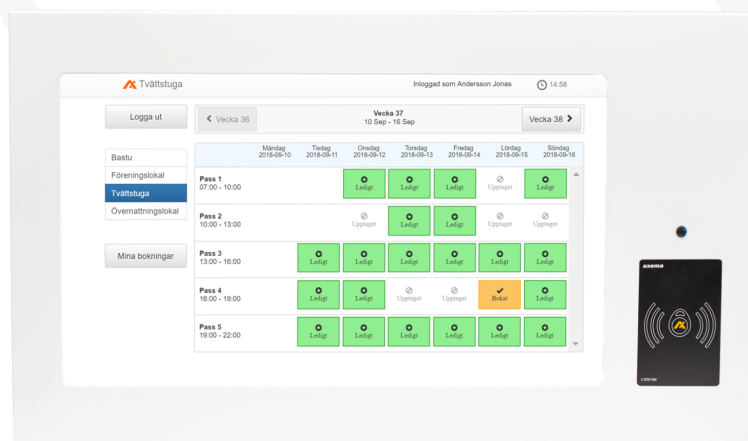 Tvättstuga
Inloggad som Andersson Jonas
14:58
Logga ut
Vecka 36
Vecka 37
10 Sep - 16 Sep
Vecka 38
Bastu
Föreningslokal
Tvättstuga
Övernattningslokal
Mina bokningar
Måndag Tisdag Onsdag Torsdag Fredag Lördag Söndag
2018-09-10 2018-09-11 2018-09-12 2018-09-13 2018-09-14 2018-09-15 2018-09-16
Pass 1
07:00 - 10:00
Ledigt Ledigt Ledigt Upptaget Ledigt
Pass 2
10:00 - 13:00
Upptaget Ledigt Ledigt Upptaget Upptaget
Pass 3
13:00 - 16:00
Ledigt Ledigt Ledigt Ledigt Ledigt Ledigt
Pass 4
16:00 - 19:00
Ledigt Ledigt Upptaget Upptaget Bokat Ledigt
Pass 5
19:00 - 22:00
Ledigt Ledigt Ledigt Ledigt Ledigt Ledigt
axema